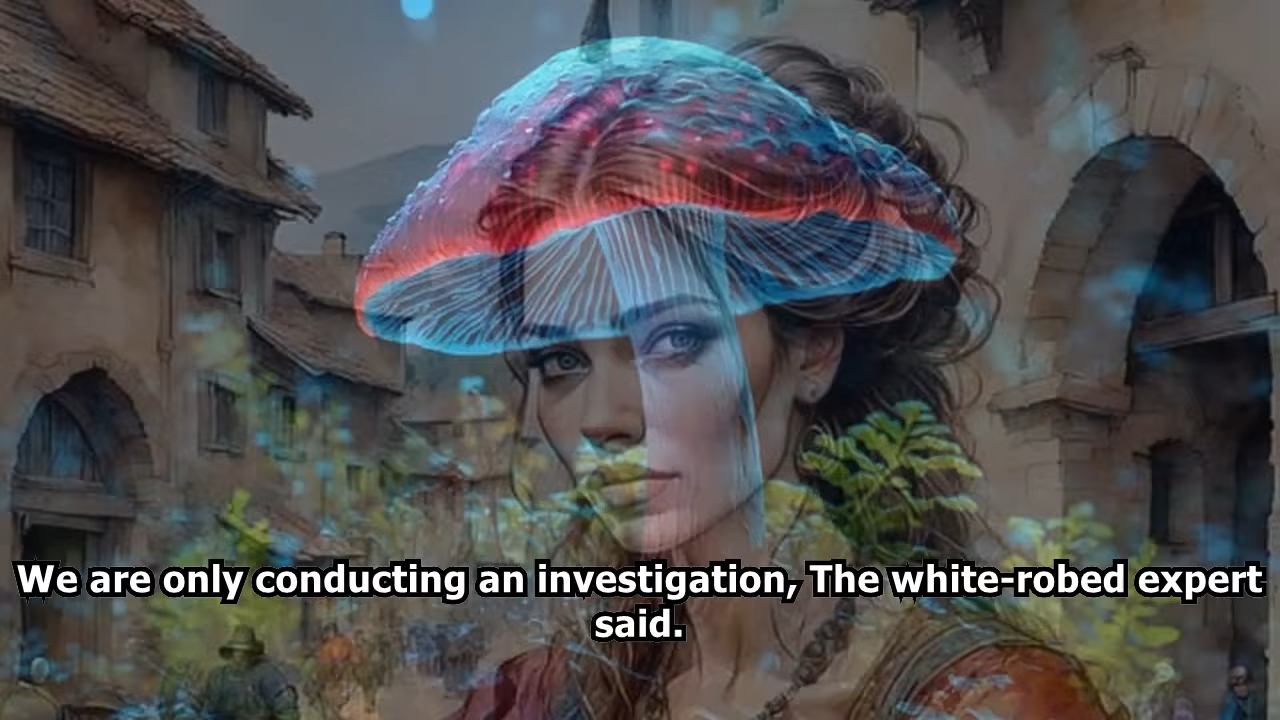 We are only conducting an investigation, The white-robed expert
said.